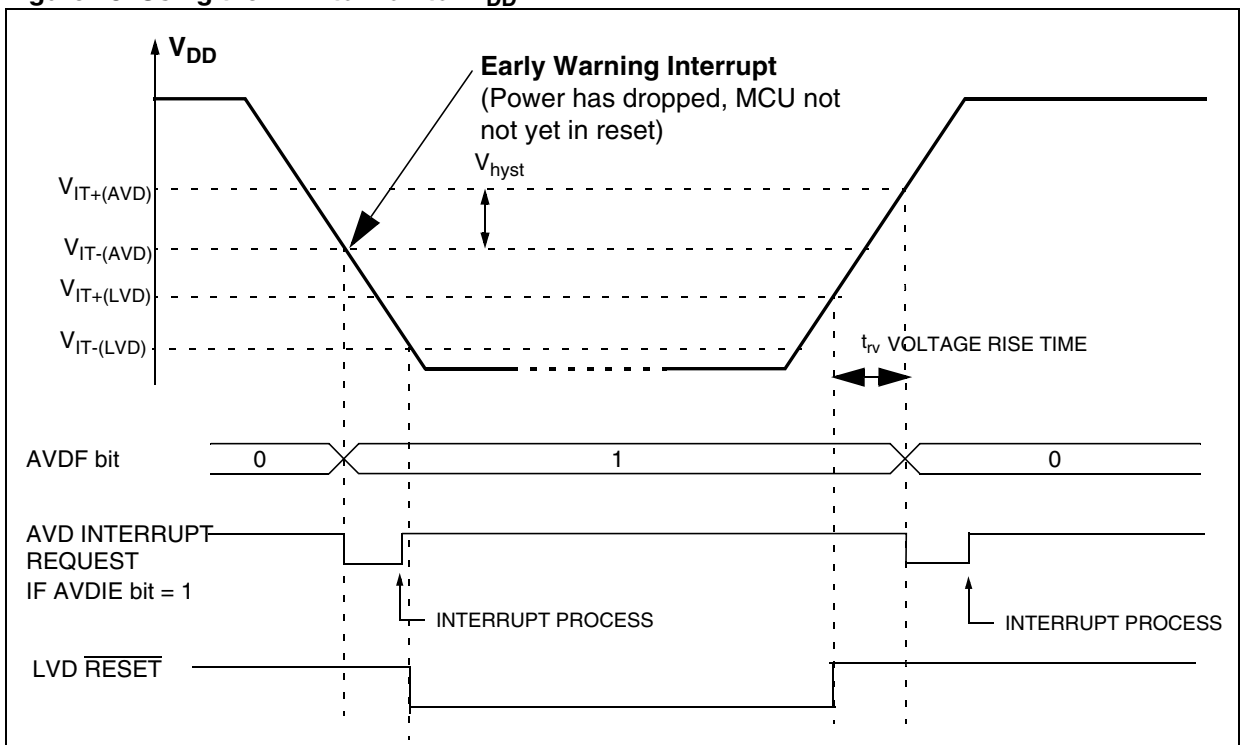 V_DD
Early Warning Interrupt
(Power has dropped, MCU not
not yet in reset)
V_hyst
V_IT+(AVD)
V_IT-(AVD)
V_IT+(LVD)
V_IT-(LVD)
t_rv VOLTAGE RISE TIME
AVDF bit
0
1
0
AVD INTERRUPT
REQUEST
IF AVDIE bit = 1
INTERRUPT PROCESS
INTERRUPT PROCESS
LVD RESET